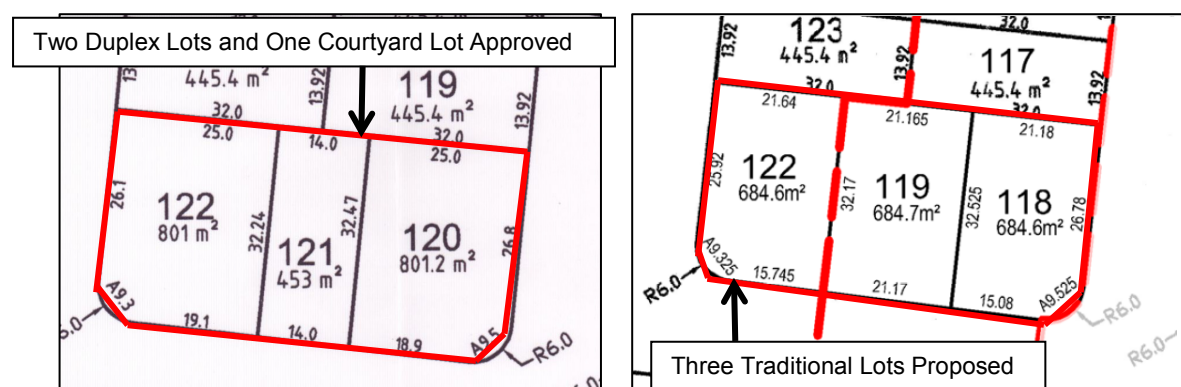 Two Duplex Lots and One Courtyard Lot Approved
445.4 m²
13.92
119
445.4 m²
13.92
32.0
32.0
25.0
14.0
25.0
26.1
122
801 m²
32.24
121
453 m²
32.47
120
801.2 m²
26.8
A9.3
A9.5
19.1
14.0
18.9
R6.0
32.0
13.92
123
445.4 m²
13.92
117
445.4 m²
13.92
32.0
32.0
21.64
21.165
21.18
25.92
122
684.6m²
32.17
119
684.7m²
32.525
118
684.6m²
26.78
A9.325
A9.525
R6.0
15.745
21.17
15.08
R6.0
R6.0
Three Traditional Lots Proposed